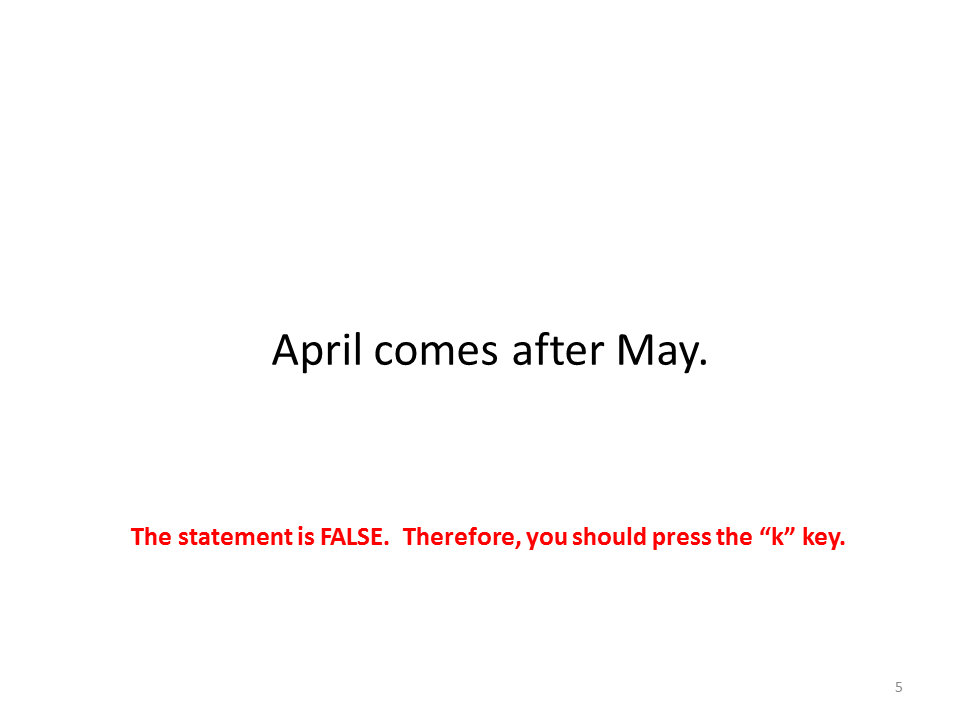 April comes after May.
The statement is FALSE.  Therefore, you should press the “k” key.
5